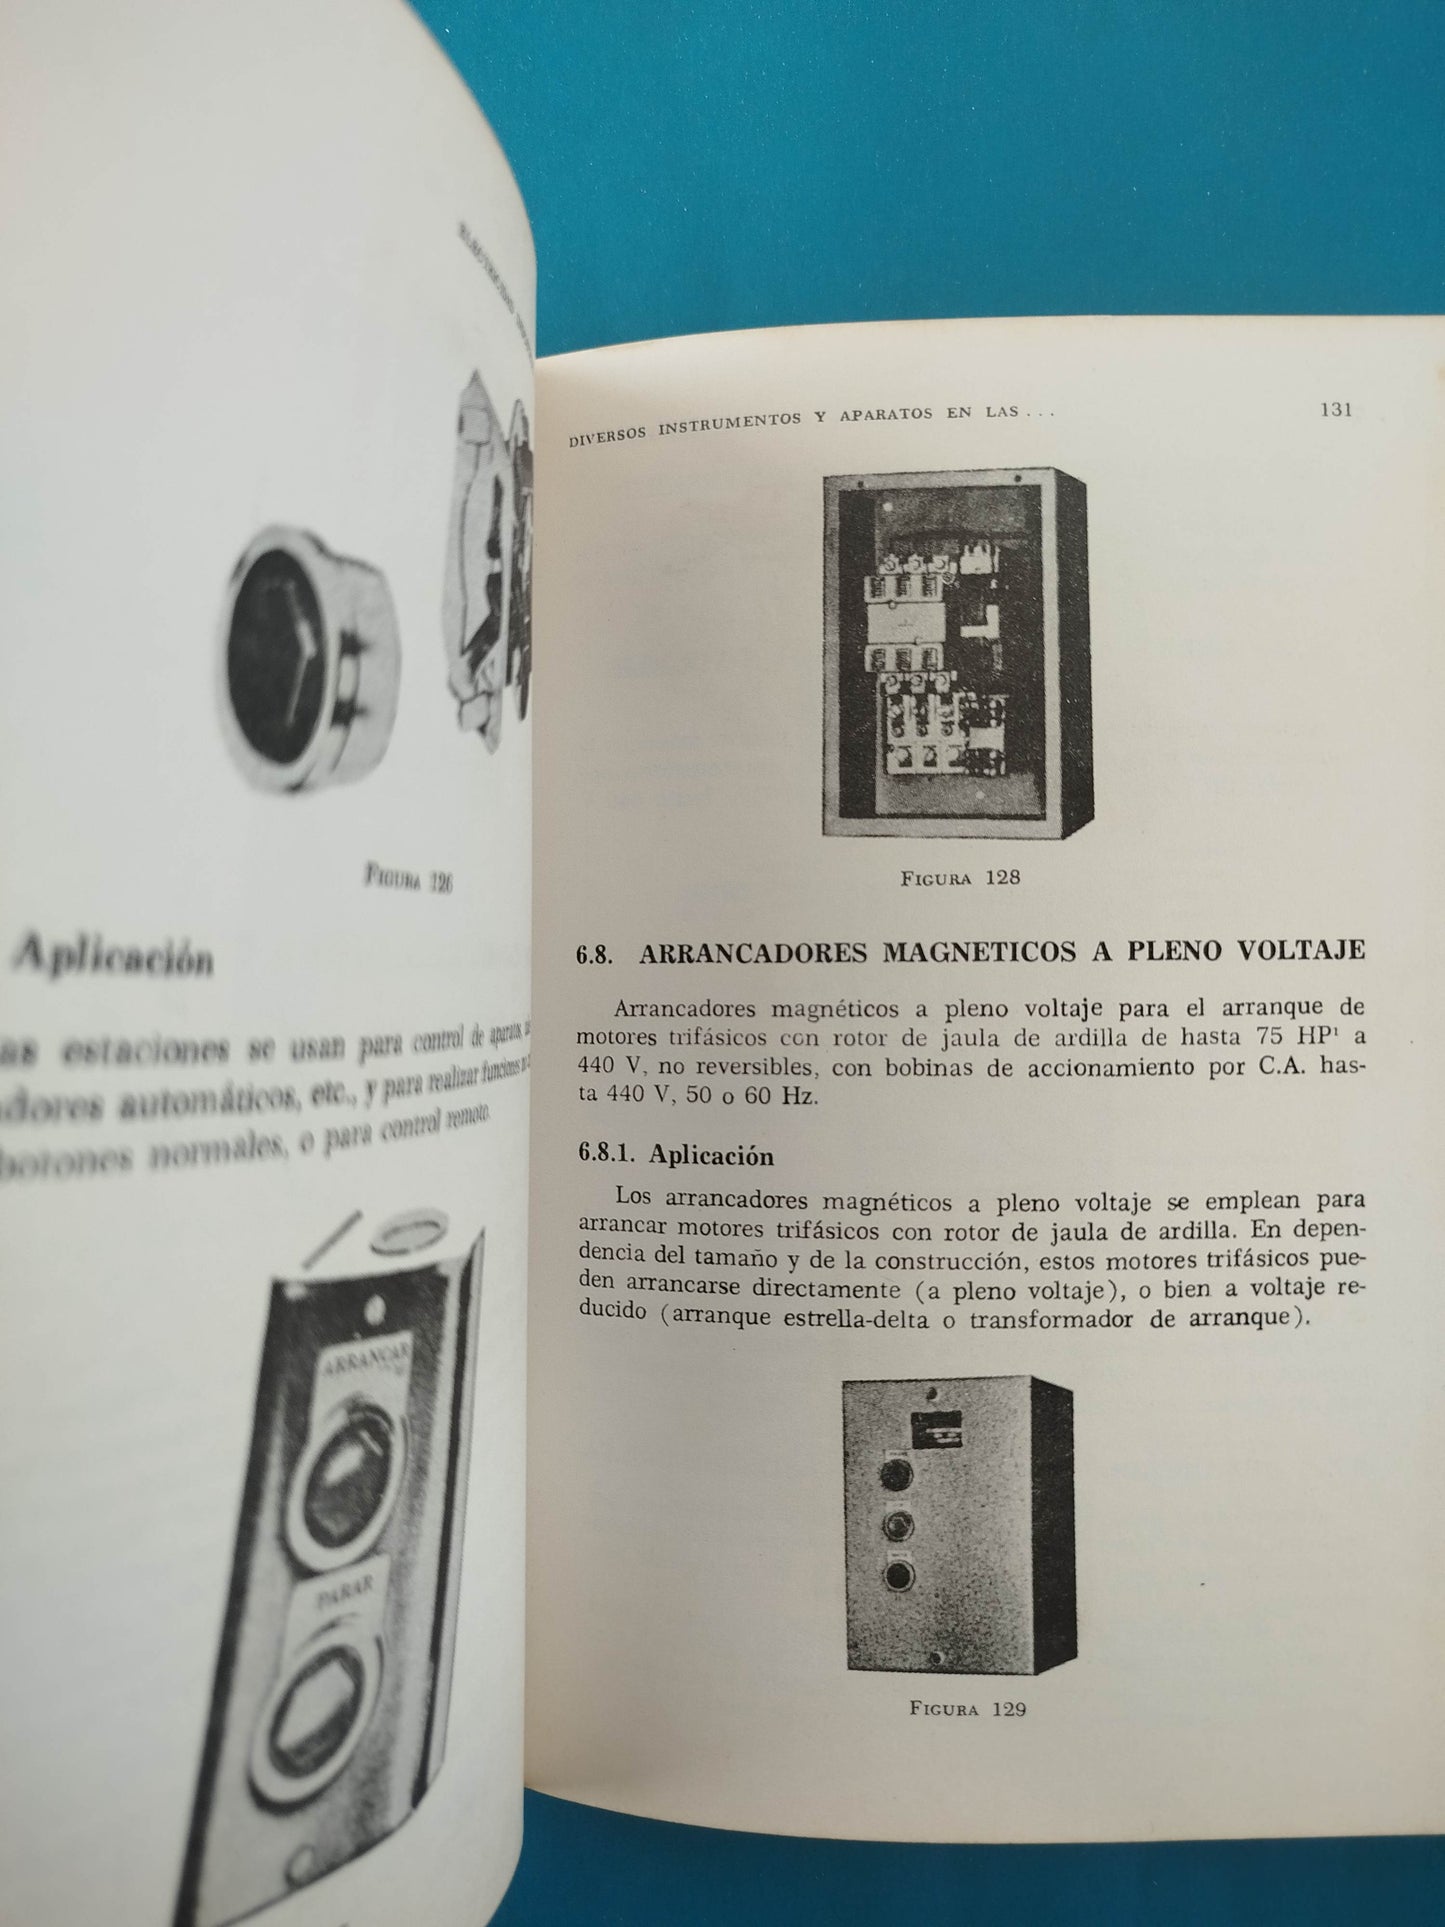 FIGURA 126
Aplicación
estaciones se usan para control de aparatos
automáticos, etc., y para realizar funciones
botones normales, o para control remoto.
ARRANCAR
PARAR
DIVERSOS INSTRUMENTOS Y APARATOS EN LAS... 131
FIGURA 128
6.8. ARRANCADORES MAGNETICOS A PLENO VOLTAJE
Arrancadores magnéticos a pleno voltaje para el arranque de
motores trifásicos con rotor de jaula de ardilla de hasta 75 HP¹ a
440 V, no reversibles, con bobinas de accionamiento por C.A. has-
ta 440 V, 50 o 60 Hz.
6.8.1. Aplicación
Los arrancadores magnéticos a pleno voltaje se emplean para
arrancar motores trifásicos con rotor de jaula de ardilla. En depen-
dencia del tamaño y de la construcción, estos motores trifásicos pue-
den arrancarse directamente (a pleno voltaje), o bien a voltaje re-
ducido (arranque estrella-delta o transformador de arranque).
FIGURA 129